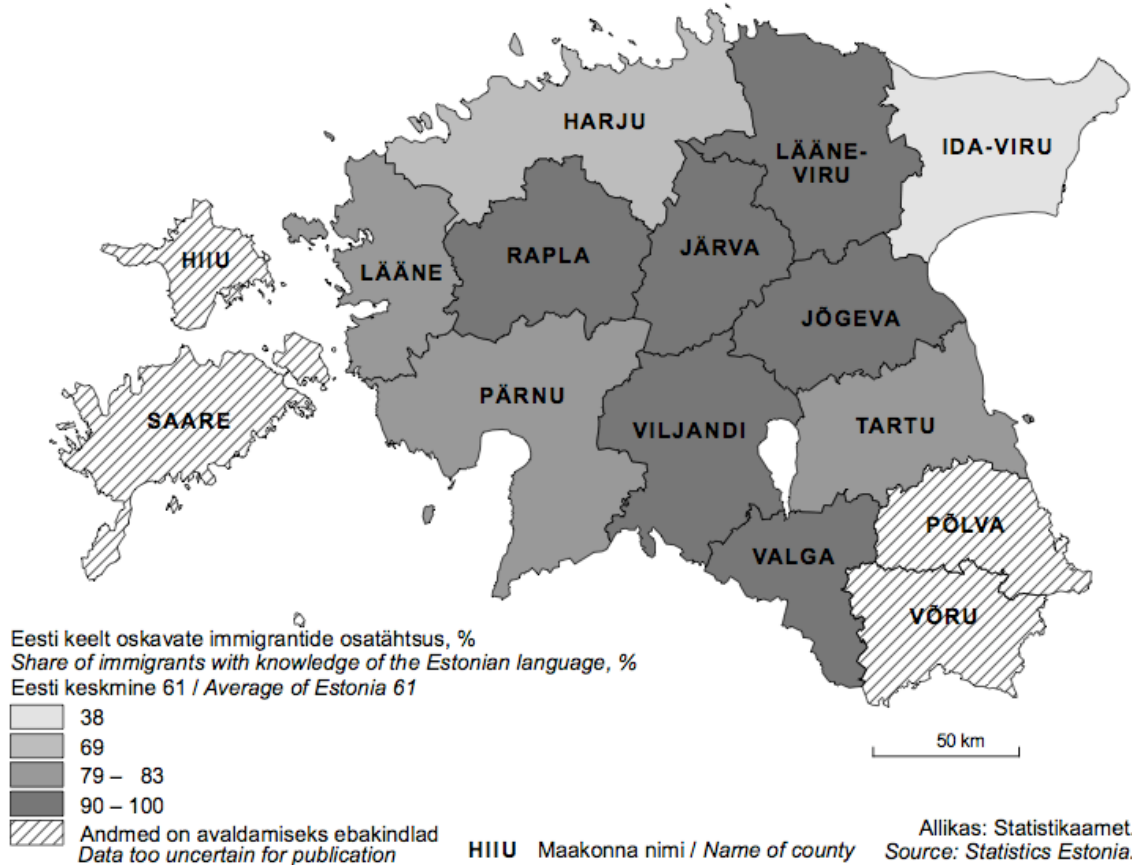 HARJU
LÄÄNE-
VIRU
IDA-VIRU
HIIU
LÄÄNE
RAPLA
JÄRVA
JÕGEVA
SAARE
PÄRNU
VILJANDI
TARTU
PÕLVA
VALGA
VÕRU
Eesti keelt oskavate immigrantide osatähtsus, %
Share of immigrants with knowledge of the Estonian language, %
Eesti keskmine 61 / Average of Estonia 61
38
69
79 – 83
90 – 100
Andmed on avaldamiseks ebakindlad
Data too uncertain for publication
HIIU Maakonna nimi / Name of county
50 km
Allikas: Statistikaamet.
Source: Statistics Estonia.